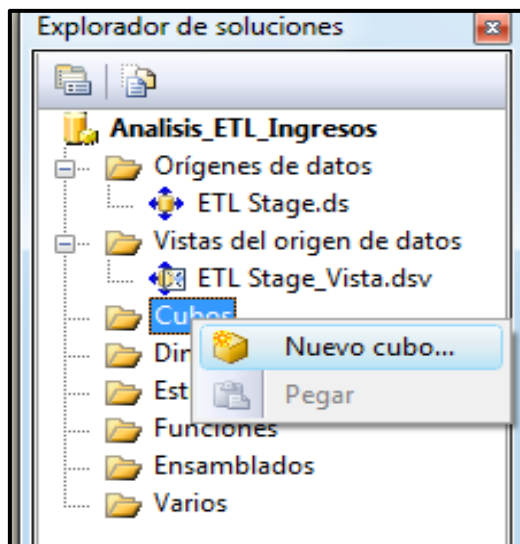 Explorador de soluciones
Analisis_ETL_Ingresos
Orígenes de datos
ETL Stage.ds
Vistas del origen de datos
ETL Stage_Vista.dsv
Cubos
Nuevo cubo...
Pegar
Funciones
Ensamblados
Varios